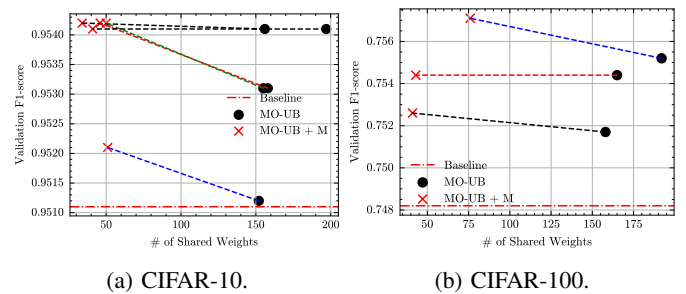 0.9540
0.9535
0.9530
0.9525
0.9520
0.9515
0.9510
Validation F1-score
50
100
150
200
# of Shared Weights
Baseline
MO-UB
MO-UB + M
(a) CIFAR-10.
0.756
0.754
0.752
0.750
0.748
Validation F1-score
50
75
100
125
150
175
# of Shared Weights
Baseline
MO-UB
MO-UB + M
(b) CIFAR-100.